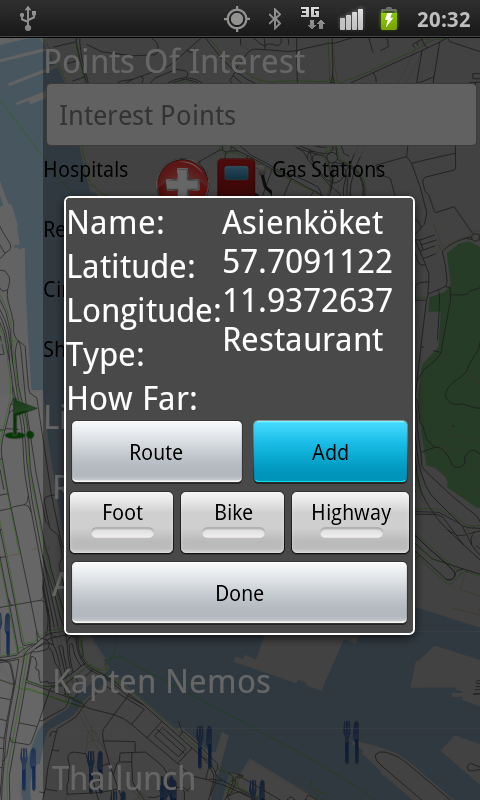 3G 20:32
Points Of Interest
Interest Points
Hospitals Gas Stations
Re
Ci
Sh
Name: Asienköket
Latitude: 57.7091122
Longitude: 11.9372637
Type: Restaurant
How Far:
Li
Route Add
Foot Bike Highway
Done
Kapten Nemos
Thailunch